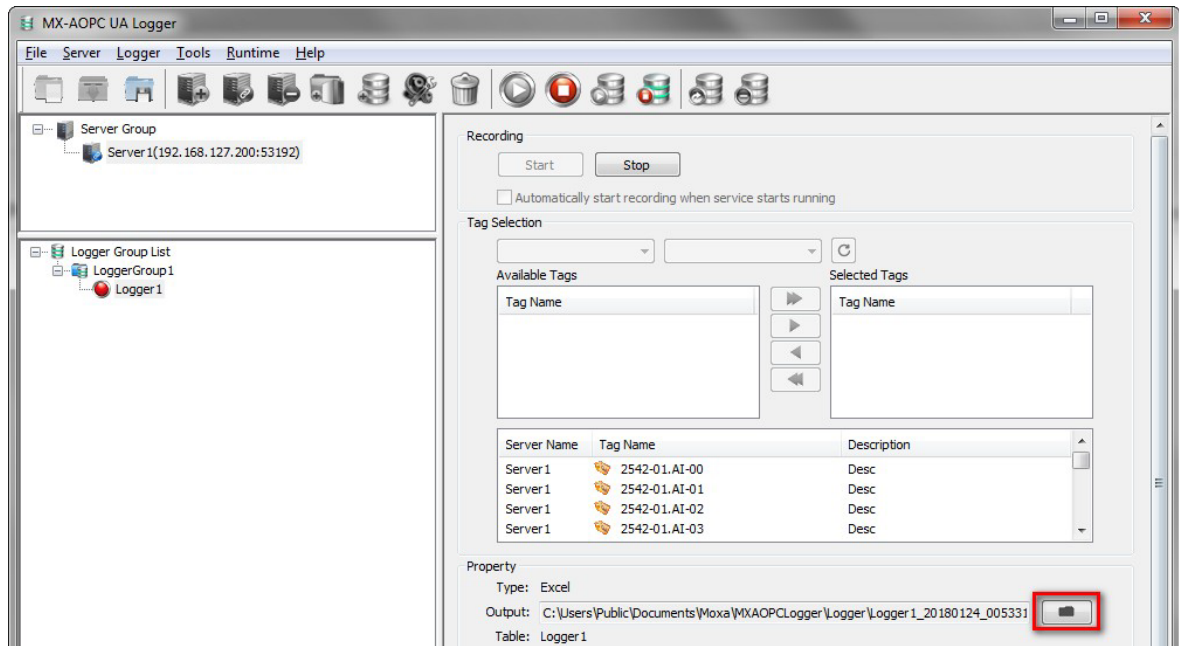 MX-AOPC UA Logger
File Server Logger Tools Runtime Help
Server Group
Server1(192.168.127.200:53192)
Logger Group List
LoggerGroup1
Logger1
Recording
Start Stop
Automatically start recording when service starts running
Tag Selection
Available Tags Selected Tags
Tag Name Tag Name
Server Name Tag Name Description
Server1 2542-01.AI-00 Desc
Server1 2542-01.AI-01 Desc
Server1 2542-01.AI-02 Desc
Server1 2542-01.AI-03 Desc
Property
Type: Excel
Output: C:\Users\Public\Documents\Moxa\MXAOPCLogger\Logger\Logger1_20180124_005331
Table: Logger1